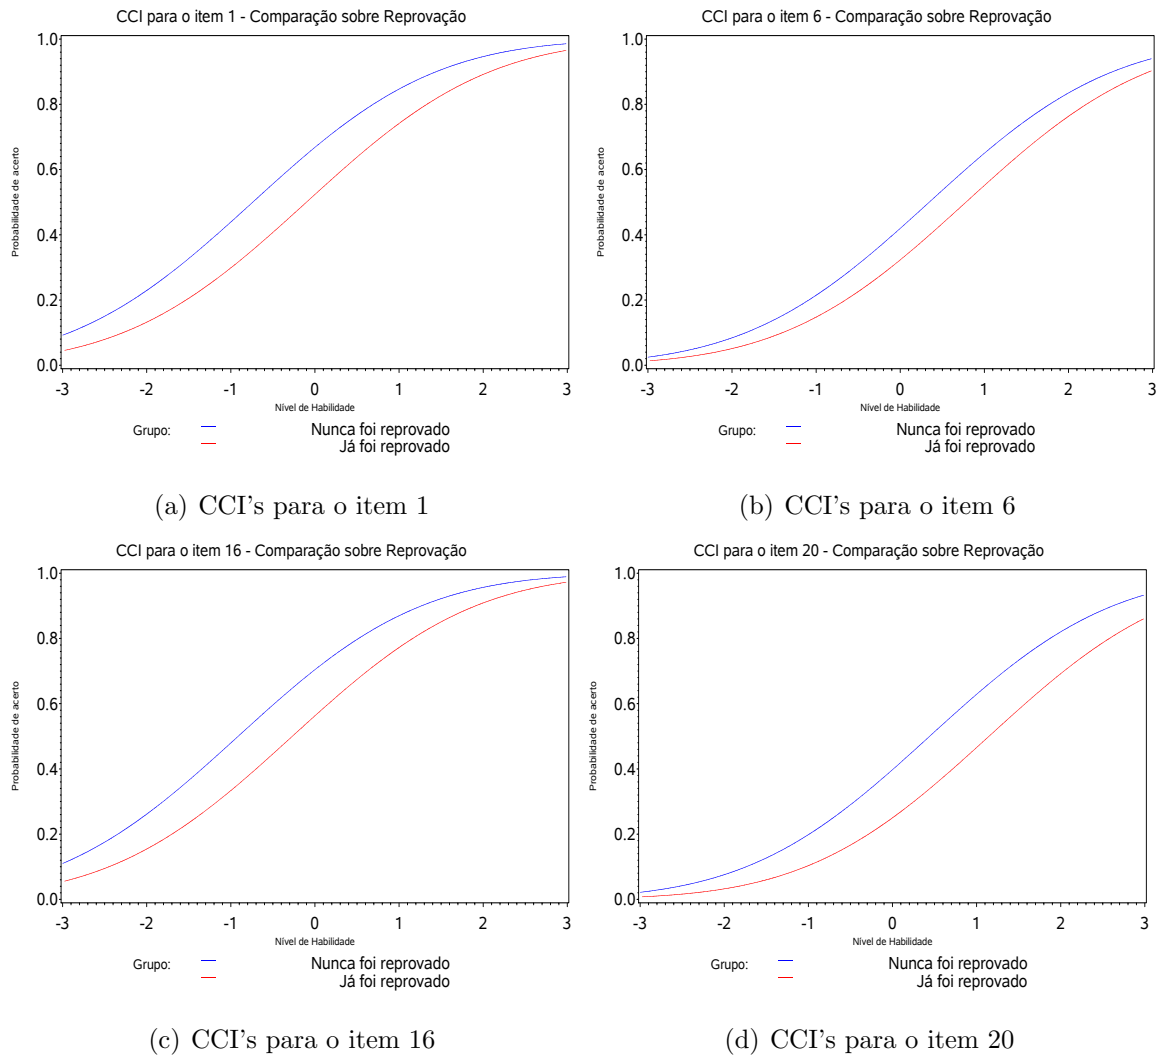 CCI para o item 1 - Comparação sobre Reprovação
Probabilidade de acerto
1.0
0.8
0.6
0.4
0.2
0.0
-3 -2 -1 0 1 2 3
Nível de Habilidade
Grupo: Nunca foi reprovado
Já foi reprovado
(a) CCI's para o item 1
CCI para o item 6 - Comparação sobre Reprovação
Probabilidade de acerto
1.0
0.8
0.6
0.4
0.2
0.0
-3 -2 -1 0 1 2 3
Nível de Habilidade
Grupo: Nunca foi reprovado
Já foi reprovado
(b) CCI's para o item 6
CCI para o item 16 - Comparação sobre Reprovação
Probabilidade de acerto
1.0
0.8
0.6
0.4
0.2
0.0
-3 -2 -1 0 1 2 3
Nível de Habilidade
Grupo: Nunca foi reprovado
Já foi reprovado
(c) CCI's para o item 16
CCI para o item 20 - Comparação sobre Reprovação
Probabilidade de acerto
1.0
0.8
0.6
0.4
0.2
0.0
-3 -2 -1 0 1 2 3
Nível de Habilidade
Grupo: Nunca foi reprovado
Já foi reprovado
(d) CCI's para o item 20